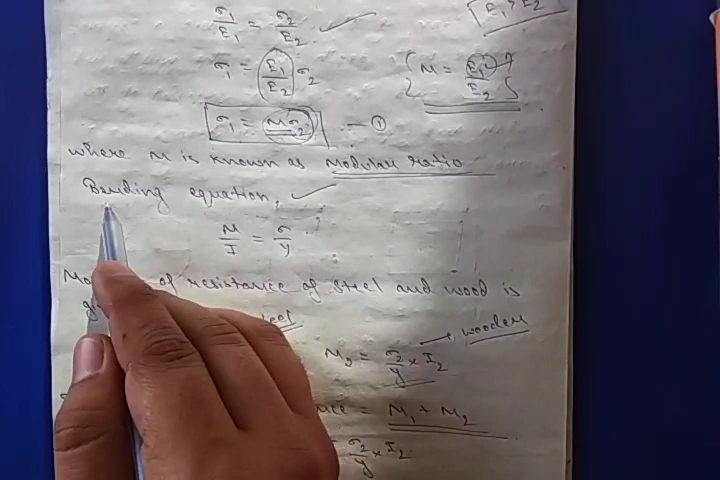 σ1/E1 = σ2/E2
[E1 > E2
σ1 = (E1/E2) σ2
{ M = E1/E2 }
σ1 = Mσ2 — ①
where M is known as modular ratio
Bending equation,
M/I = σ/y
of resistance of steel and wood is
→ wooden
M2 = σ2/y × I2
= M1 + M2
σ2/y × I2